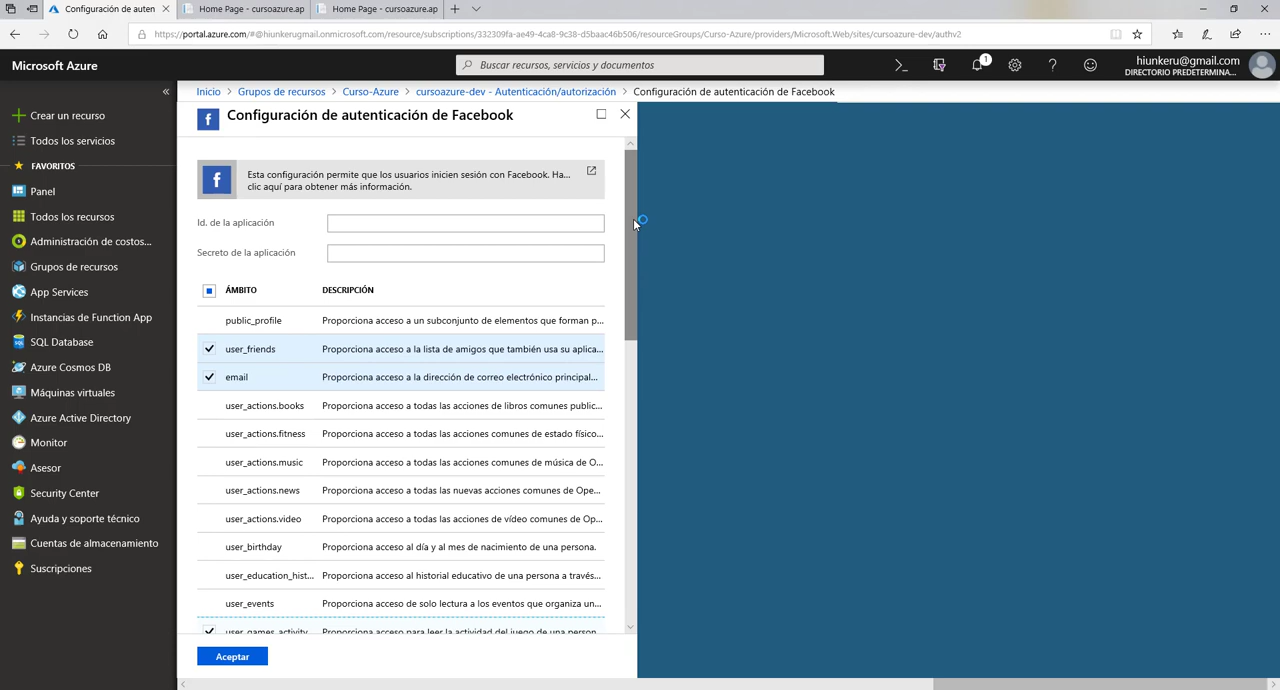 Configuración de auten
Home Page - cursoazure.ap
Home Page - cursoazure.ap
https://portal.azure.com/#@hiunkerugmail.onmicrosoft.com/resource/subscriptions/332309fa-ae49-4ca8-9c38-d5baac46b506/resourceGroups/Curso-Azure/providers/Microsoft.Web/sites/cursoazure-dev/authv2
Microsoft Azure
Buscar recursos, servicios y documentos
1
hiunkeru@gmail.com
DIRECTORIO PREDETERMINA...
Inicio > Grupos de recursos > Curso-Azure > cursoazure-dev - Autenticación/autorización > Configuración de autenticación de Facebook
Crear un recurso
Todos los servicios
FAVORITOS
Panel
Todos los recursos
Administración de costos...
Grupos de recursos
App Services
Instancias de Function App
SQL Database
Azure Cosmos DB
Máquinas virtuales
Azure Active Directory
Monitor
Asesor
Security Center
Ayuda y soporte técnico
Cuentas de almacenamiento
Suscripciones
Configuración de autenticación de Facebook
Esta configuración permite que los usuarios inicien sesión con Facebook. Ha...
clic aquí para obtener más información.
Id. de la aplicación
Secreto de la aplicación
ÁMBITO DESCRIPCIÓN
public_profile Proporciona acceso a un subconjunto de elementos que forman p...
user_friends Proporciona acceso a la lista de amigos que también usa su aplica...
email Proporciona acceso a la dirección de correo electrónico principal...
user_actions.books Proporciona acceso a todas las acciones de libros comunes public...
user_actions.fitness Proporciona acceso a todas las acciones comunes de estado físico...
user_actions.music Proporciona acceso a todas las acciones comunes de música de O...
user_actions.news Proporciona acceso a todas las nuevas acciones comunes de Ope...
user_actions.video Proporciona acceso a todas las acciones de vídeo comunes de Op...
user_birthday Proporciona acceso al día y al mes de nacimiento de una persona.
user_education_hist... Proporciona acceso al historial educativo de una persona a través...
user_events Proporciona acceso de solo lectura a los eventos que organiza un...
user_games_activity Proporciona acceso para leer la actividad del juego de una person
Aceptar